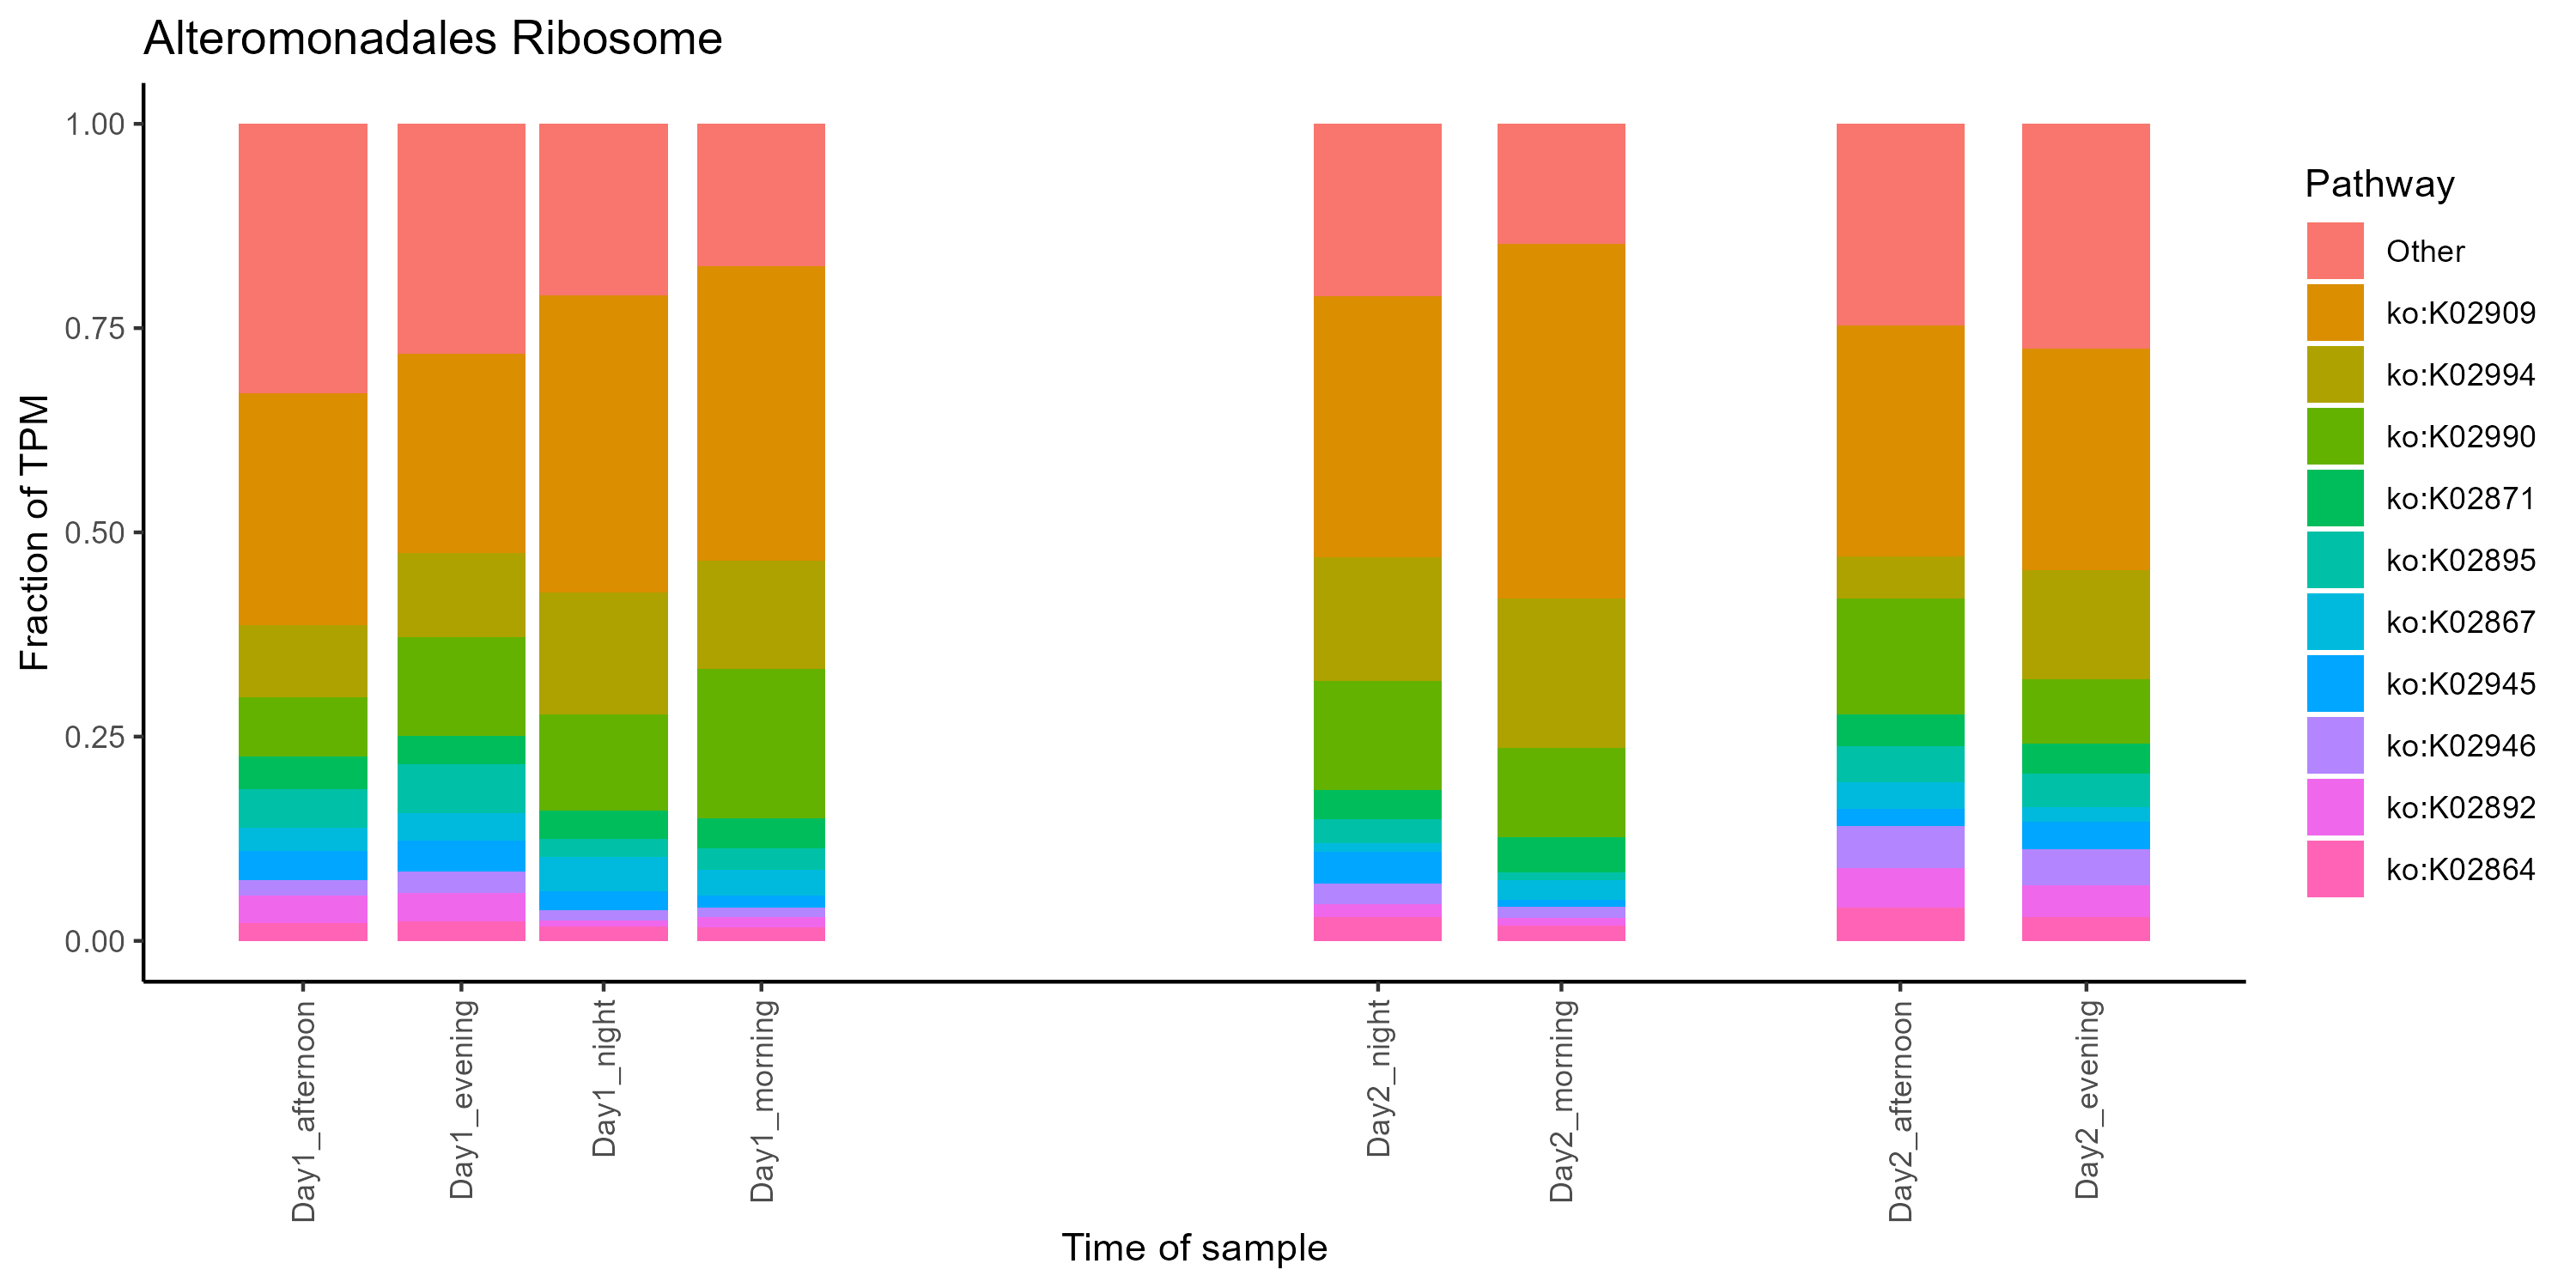 Alteromonadales Ribosome
Fraction of TPM
1.00
0.75
0.50
0.25
0.00
Day1_afternoon
Day1_evening
Day1_night
Day1_morning
Day2_night
Day2_morning
Day2_afternoon
Day2_evening
Time of sample
Pathway
Other
ko:K02909
ko:K02994
ko:K02990
ko:K02871
ko:K02895
ko:K02867
ko:K02945
ko:K02946
ko:K02892
ko:K02864